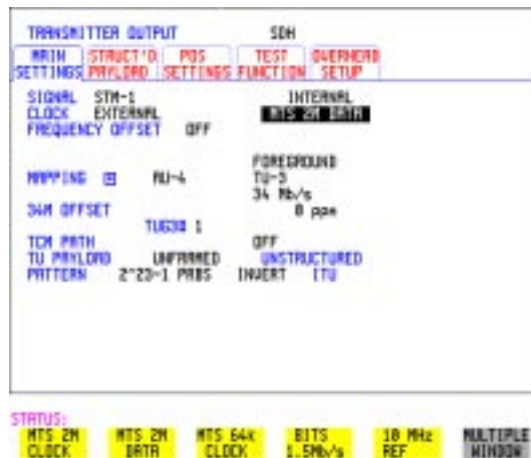 TRANSMITTER OUTPUT SDH
MAIN SETTINGS STRUCT'D PAYLOAD POS SETTINGS TEST FUNCTION OVERHEAD SETUP
SIGNAL STM-1 INTERNAL
CLOCK EXTERNAL MTS 2M DATA
FREQUENCY OFFSET OFF
FOREGROUND
MAPPING AU-4 TU-3
34 Mb/s
34M OFFSET 0 ppm
TUG3# 1
TCM PATH OFF
TU PAYLOAD UNFRAMED UNSTRUCTURED
PATTERN 2^23-1 PRBS INVERT ITU
STATUS:
MTS 2M CLOCK MTS 2M DATA MTS 64K CLOCK BITS 1.5Mb/s 10 MHz REF MULTIPLE WINDOW